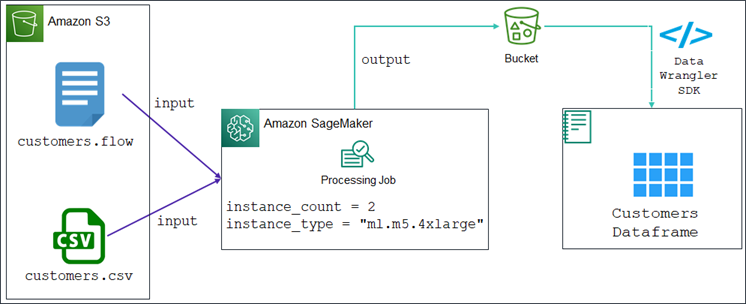 Amazon S3
customers.flow
input
CSV
customers.csv
input
Amazon SageMaker
Processing Job
instance_count = 2
instance_type = "ml.m5.4xlarge"
output
Bucket
</>
Data
Wrangler
SDK
Customers
Dataframe